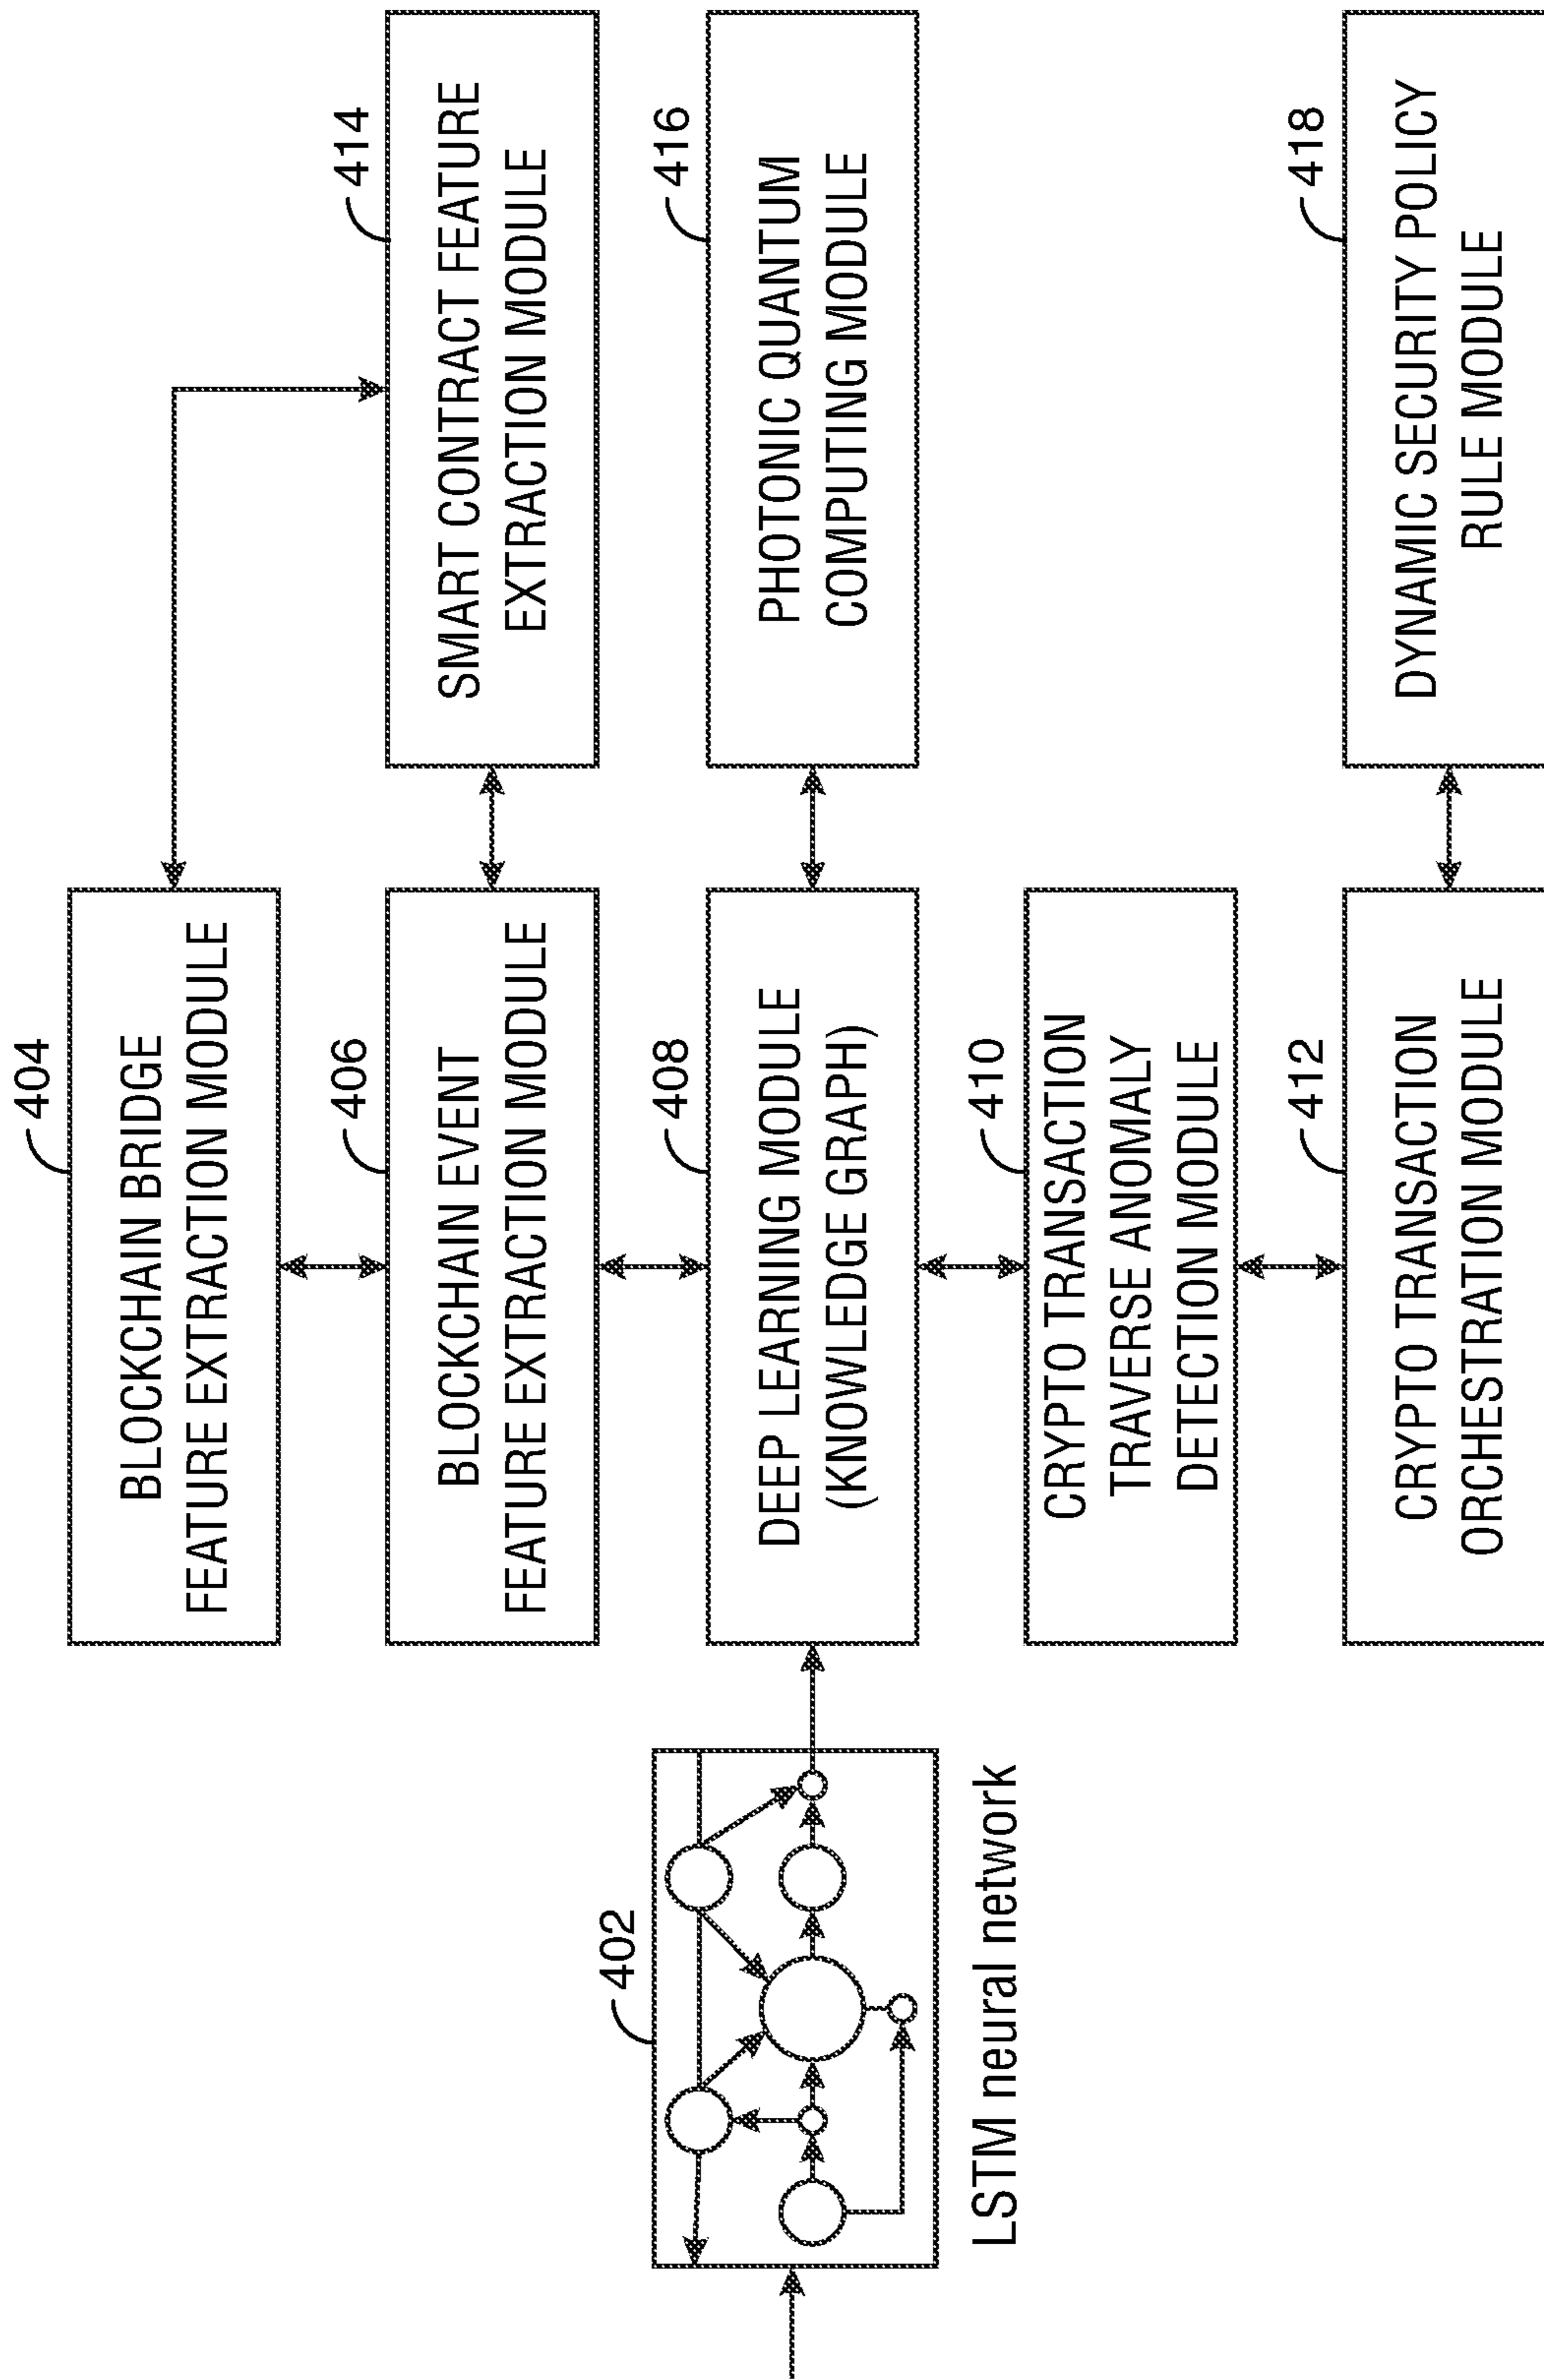 404
BLOCKCHAIN BRIDGE
FEATURE EXTRACTION MODULE
414
SMART CONTRACT FEATURE
EXTRACTION MODULE
406
BLOCKCHAIN EVENT
FEATURE EXTRACTION MODULE
402
LSTM neural network
408
DEEP LEARNING MODULE
(KNOWLEDGE GRAPH)
416
PHOTONIC QUANTUM
COMPUTING MODULE
410
CRYPTO TRANSACTION
TRAVERSE ANOMALY
DETECTION MODULE
412
CRYPTO TRANSACTION
ORCHESTRATION MODULE
418
DYNAMIC SECURITY POLICY
RULE MODULE